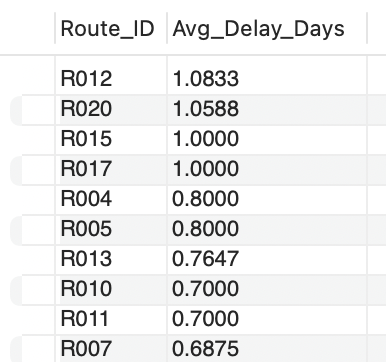 Route_ID Avg_Delay_Days
R012 1.0833
R020 1.0588
R015 1.0000
R017 1.0000
R004 0.8000
R005 0.8000
R013 0.7647
R010 0.7000
R011 0.7000
R007 0.6875